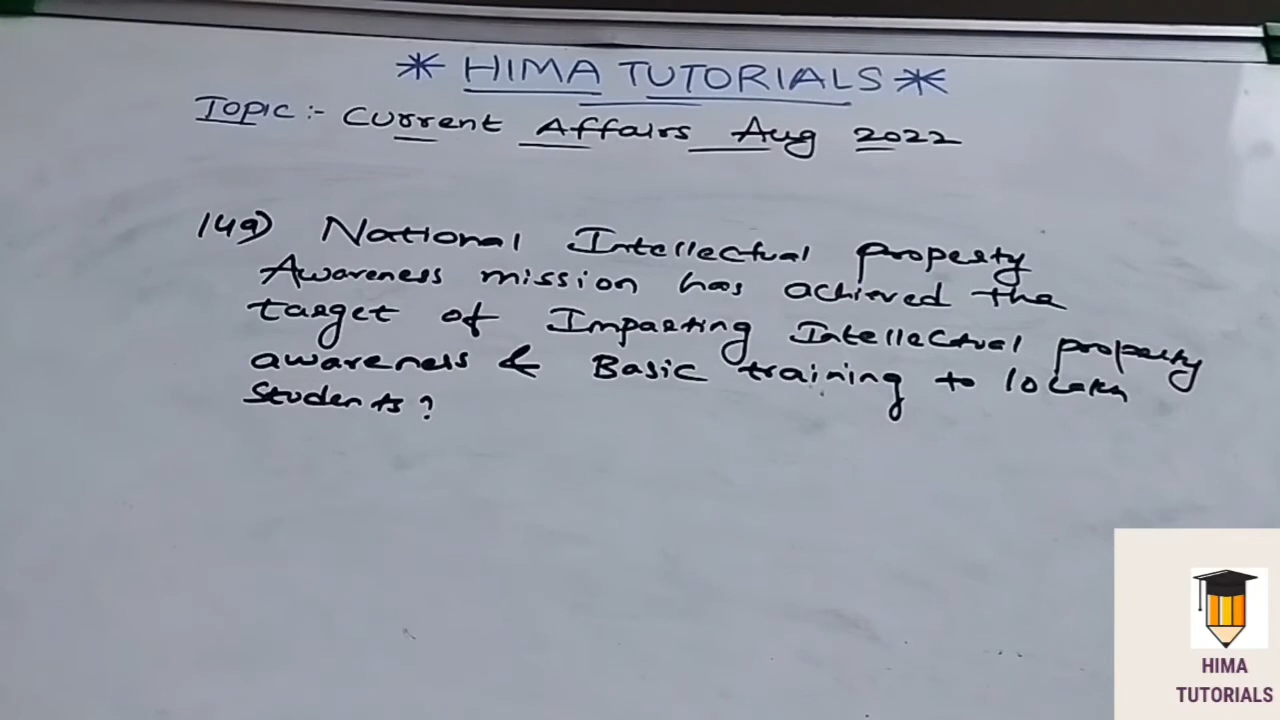 * HIMA TUTORIALS *
Topic :- Current Affairs Aug 2022
149) National Intellectual property
Awareness mission has achieved the
target of Imparting Intellectual property
awareness & Basic training to 10 Lakh
Students?
HIMA
TUTORIALS